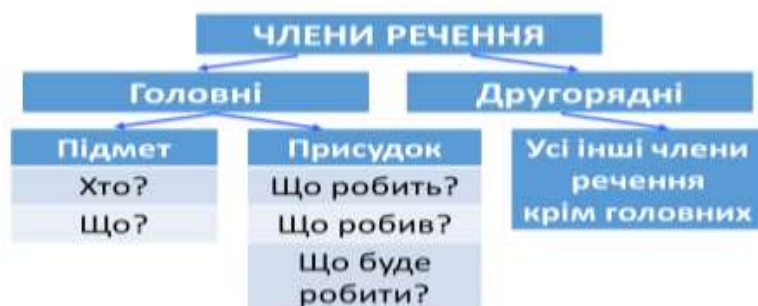 ЧЛЕНИ РЕЧЕННЯ
Головні
Другорядні
Підмет
Хто?
Що?
Присудок
Що робить?
Що робив?
Що буде
робити?
Усі інші члени
речення
крім головних